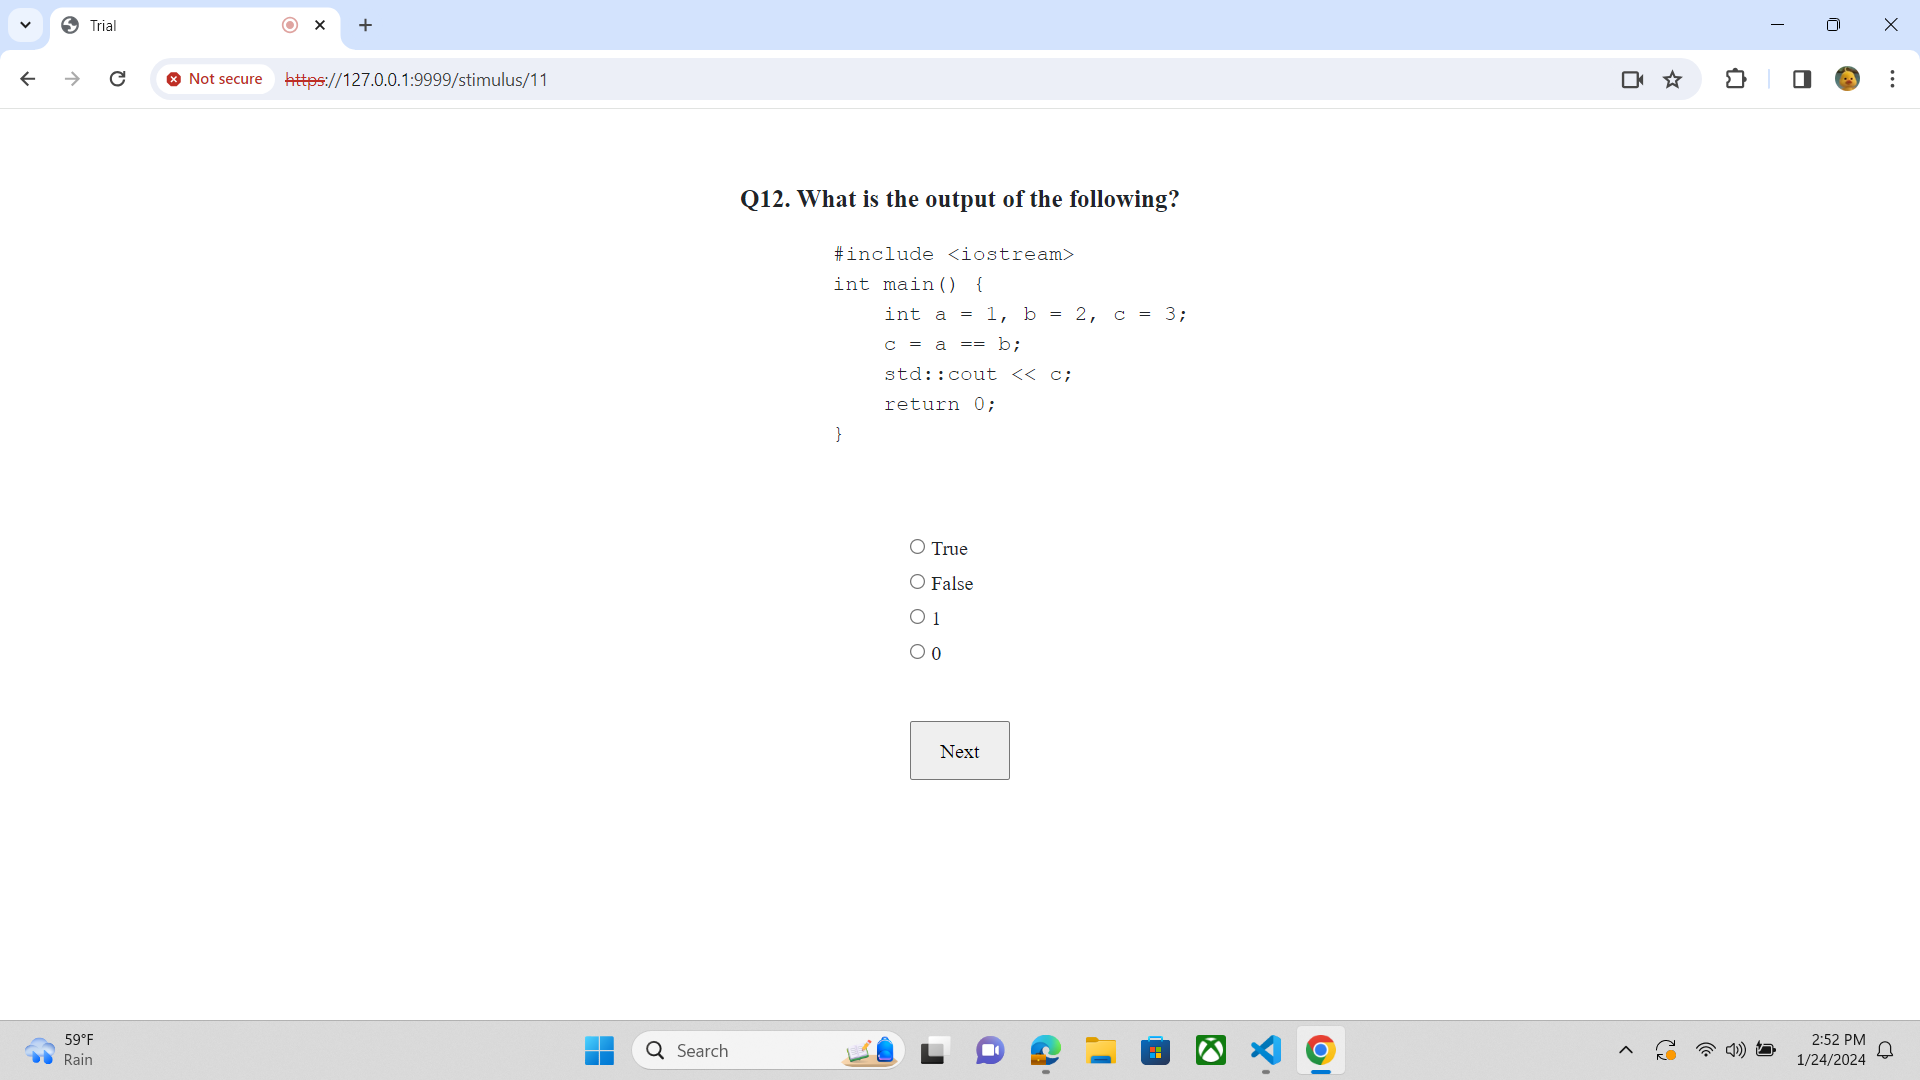 Trial
Not secure
https://127.0.0.1:9999/stimulus/11
Q12. What is the output of the following?
#include <iostream>
int main() {
    int a = 1, b = 2, c = 3;
    c = a == b;
    std::cout << c;
    return 0;
}
True
False
1
0
Next
59°F
Rain
Search
2:52 PM
1/24/2024